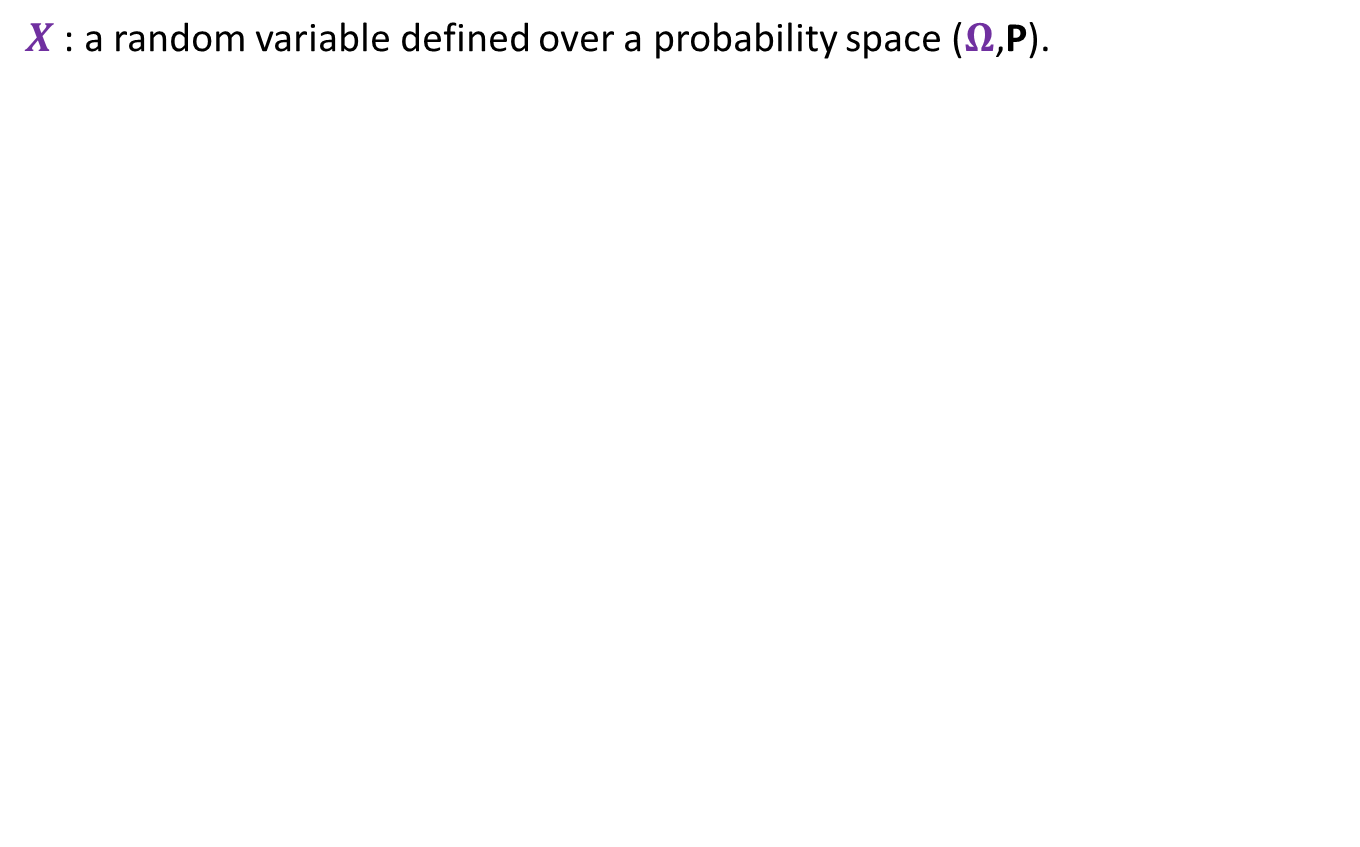 X : a random variable defined over a probability space (Ω,P).